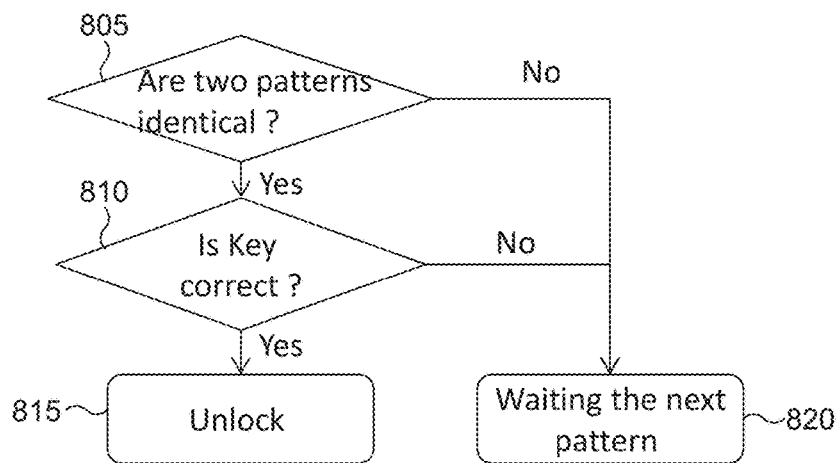 805
Are two patterns
identical ?
No
Yes
810
Is Key
correct ?
No
Yes
815
Unlock
Waiting the next
pattern
820